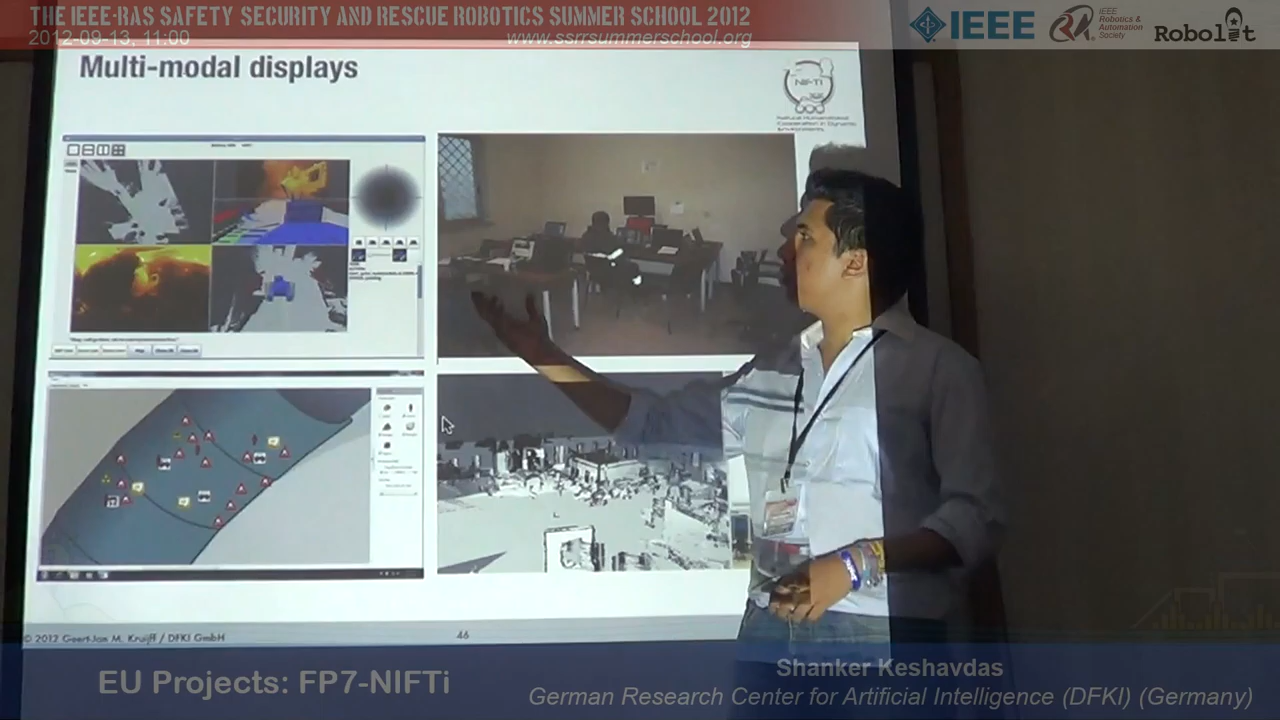 THE IEEE-RAS SAFETY SECURITY AND RESCUE ROBOTICS SUMMER SCHOOL 2012
2012-09-13, 11:00
www.ssrrsummerschool.org
IEEE
IEEE
Robotics &
Automation
Society
Robolit
Multi-modal displays
NIFTi
© 2012 Geert-Jan M. Kruijff / DFKI GmbH
46
EU Projects: FP7-NIFTi
Shanker Keshavdas
German Research Center for Artificial Intelligence (DFKI) (Germany)